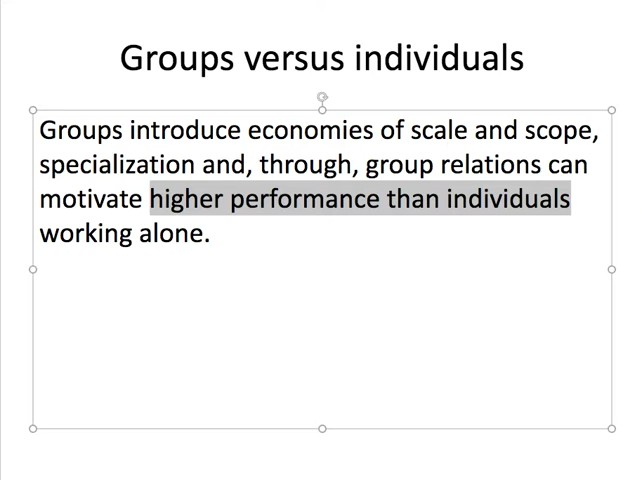 Groups versus individuals
Groups introduce economies of scale and scope,
specialization and, through, group relations can
motivate higher performance than individuals
working alone.